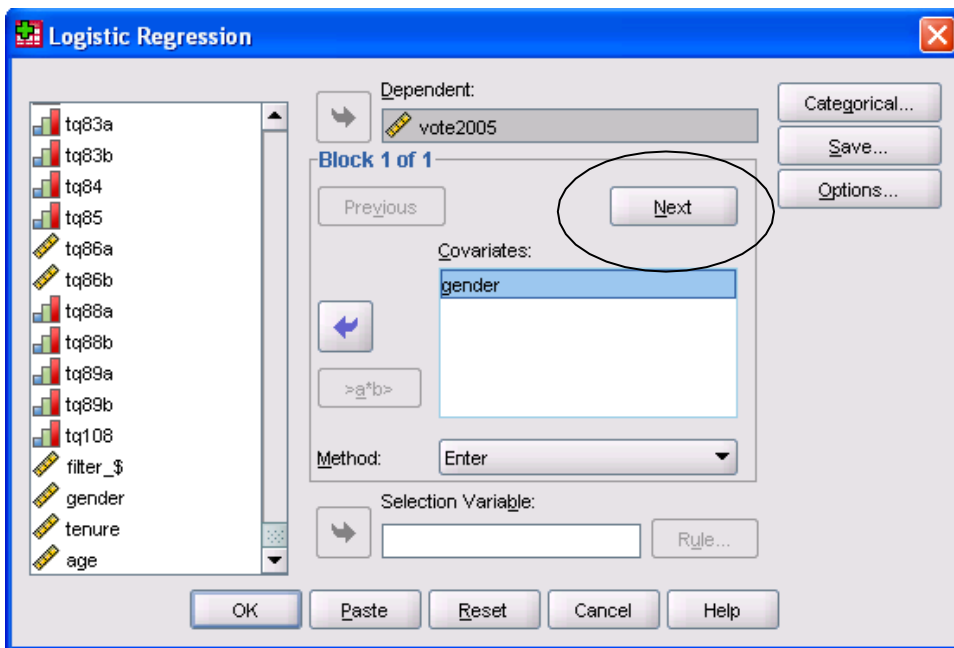 Logistic Regression
tq83a
tq83b
tq84
tq85
tq86a
tq86b
tq88a
tq88b
tq89a
tq89b
tq108
filter_$
gender
tenure
age
Dependent:
vote2005
Block 1 of 1
Previous
Next
Covariates:
gender
>a*b>
Method:
Enter
Selection Variable:
Rule...
Categorical...
Save...
Options...
OK
Paste
Reset
Cancel
Help